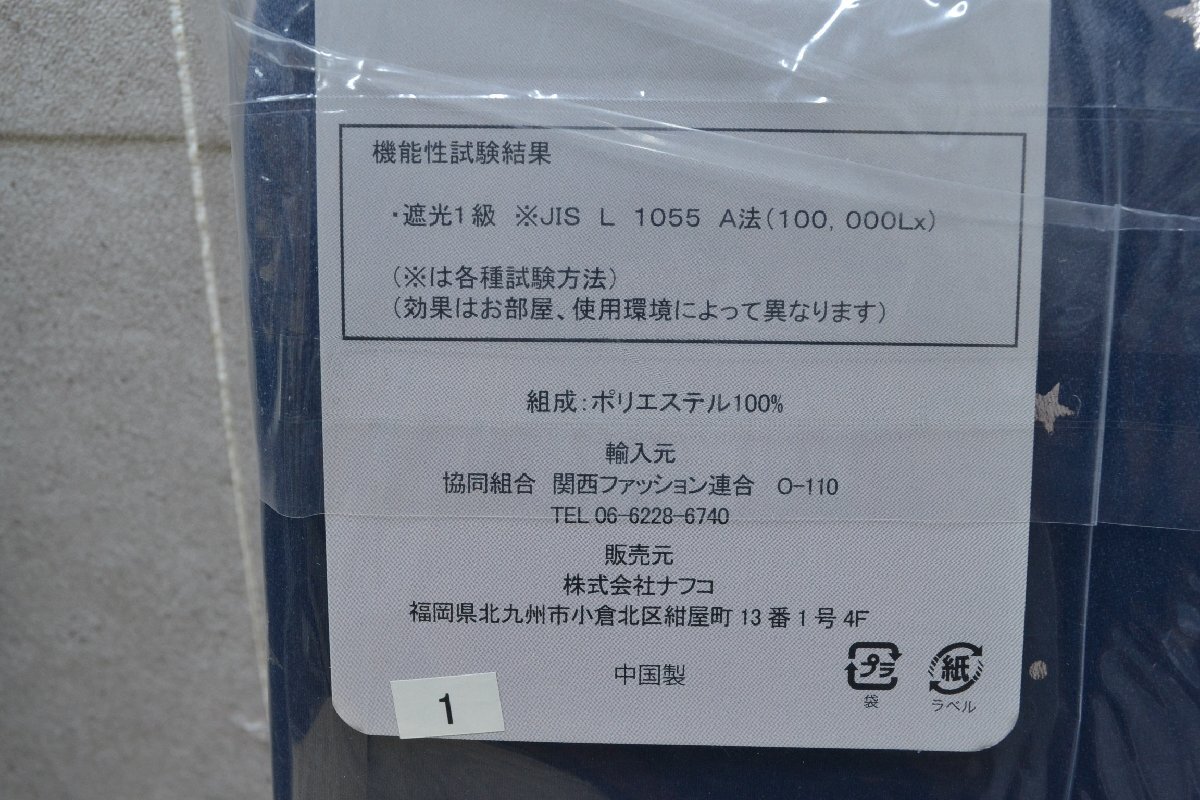 機能性試験結果
・遮光1級 ※JIS L 1055 A法(100,000Lx)
(※は各種試験方法)
(効果はお部屋、使用環境によって異なります)
組成:ポリエステル100%
輸入元
協同組合 関西ファッション連合 O-110
TEL 06-6228-6740
販売元
株式会社ナフコ
福岡県北九州市小倉北区紺屋町 13 番 1 号 4F
中国製
プラ
袋
紙
ラベル
1